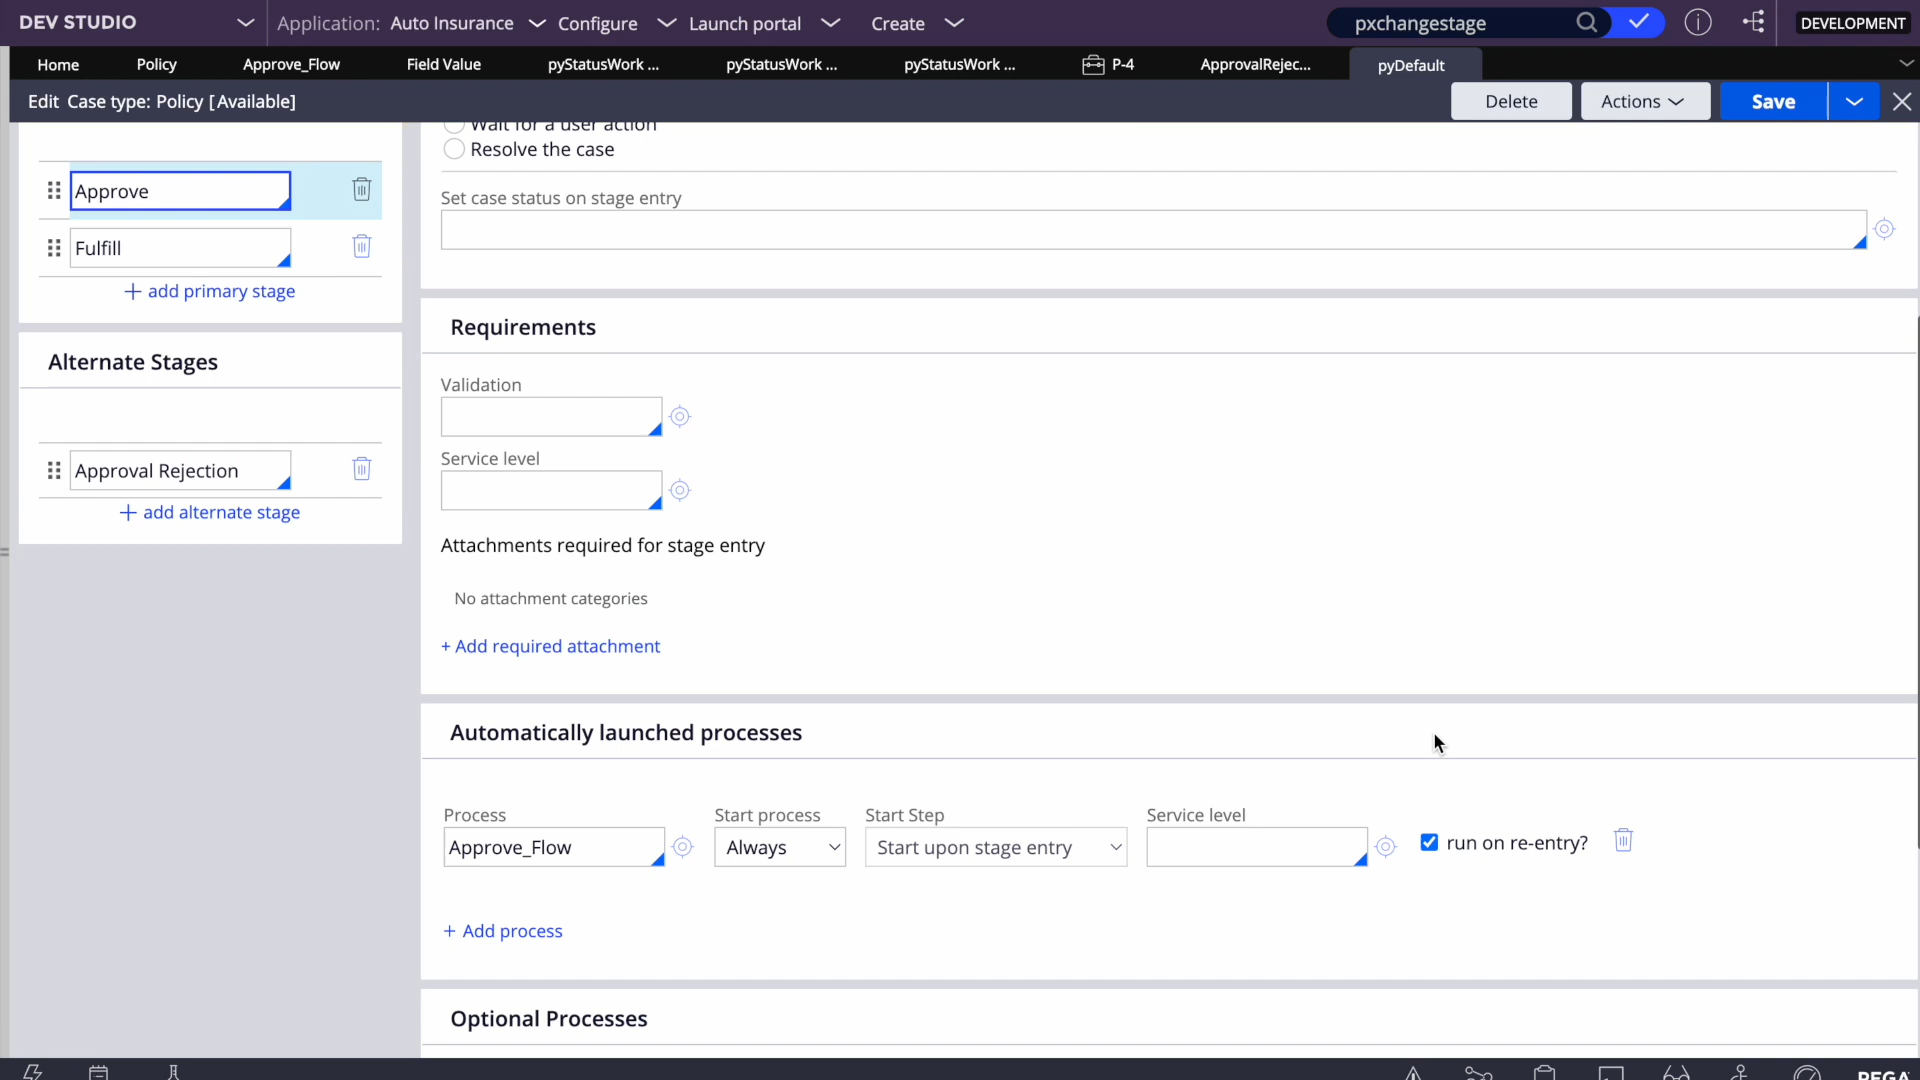 DEV STUDIO
Application: Auto Insurance Configure Launch portal Create pxchangestage DEVELOPMENT
Home Policy Approve_Flow Field Value pyStatusWork ... pyStatusWork ... pyStatusWork ... P-4 ApprovalRejec... pyDefault
Edit Case type: Policy [Available] Delete Actions Save
Wait for a user action
Resolve the case
Approve
Set case status on stage entry
Fulfill
+ add primary stage
Alternate Stages
Approval Rejection
+ add alternate stage
Requirements
Validation
Service level
Attachments required for stage entry
No attachment categories
+ Add required attachment
Automatically launched processes
Process Start process Start Step Service level
Approve_Flow Always Start upon stage entry run on re-entry?
+ Add process
Optional Processes
PEGA